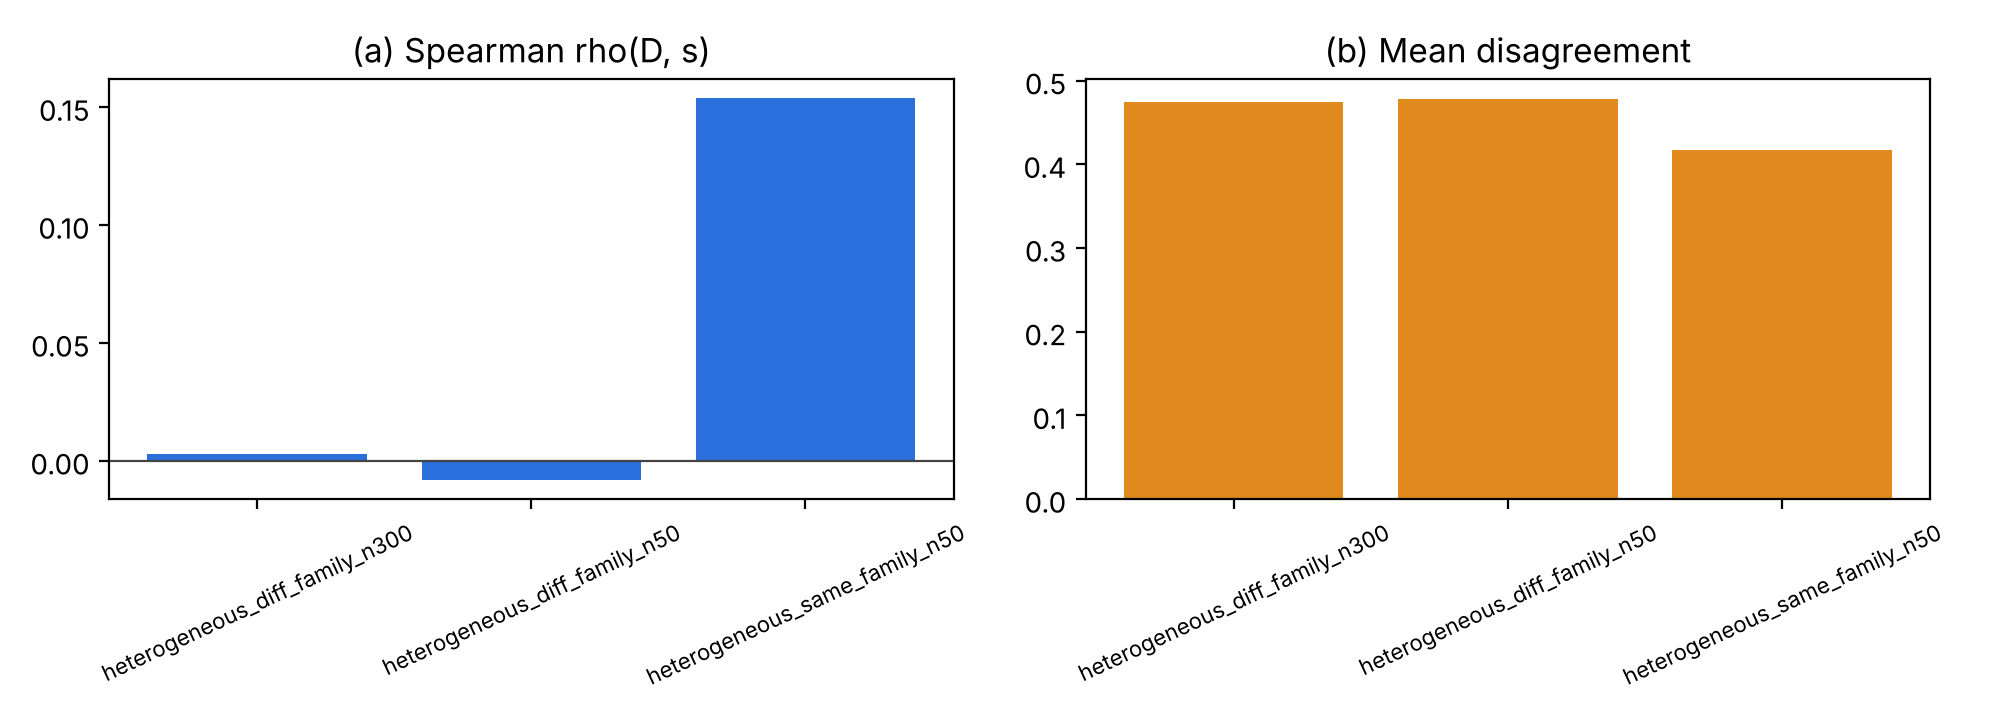 (a) Spearman rho(D, s)
0.15
0.10
0.05
0.00
heterogeneous_diff_family_n300
heterogeneous_diff_family_n50
heterogeneous_same_family_n50
(b) Mean disagreement
0.5
0.4
0.3
0.2
0.1
0.0
heterogeneous_diff_family_n300
heterogeneous_diff_family_n50
heterogeneous_same_family_n50